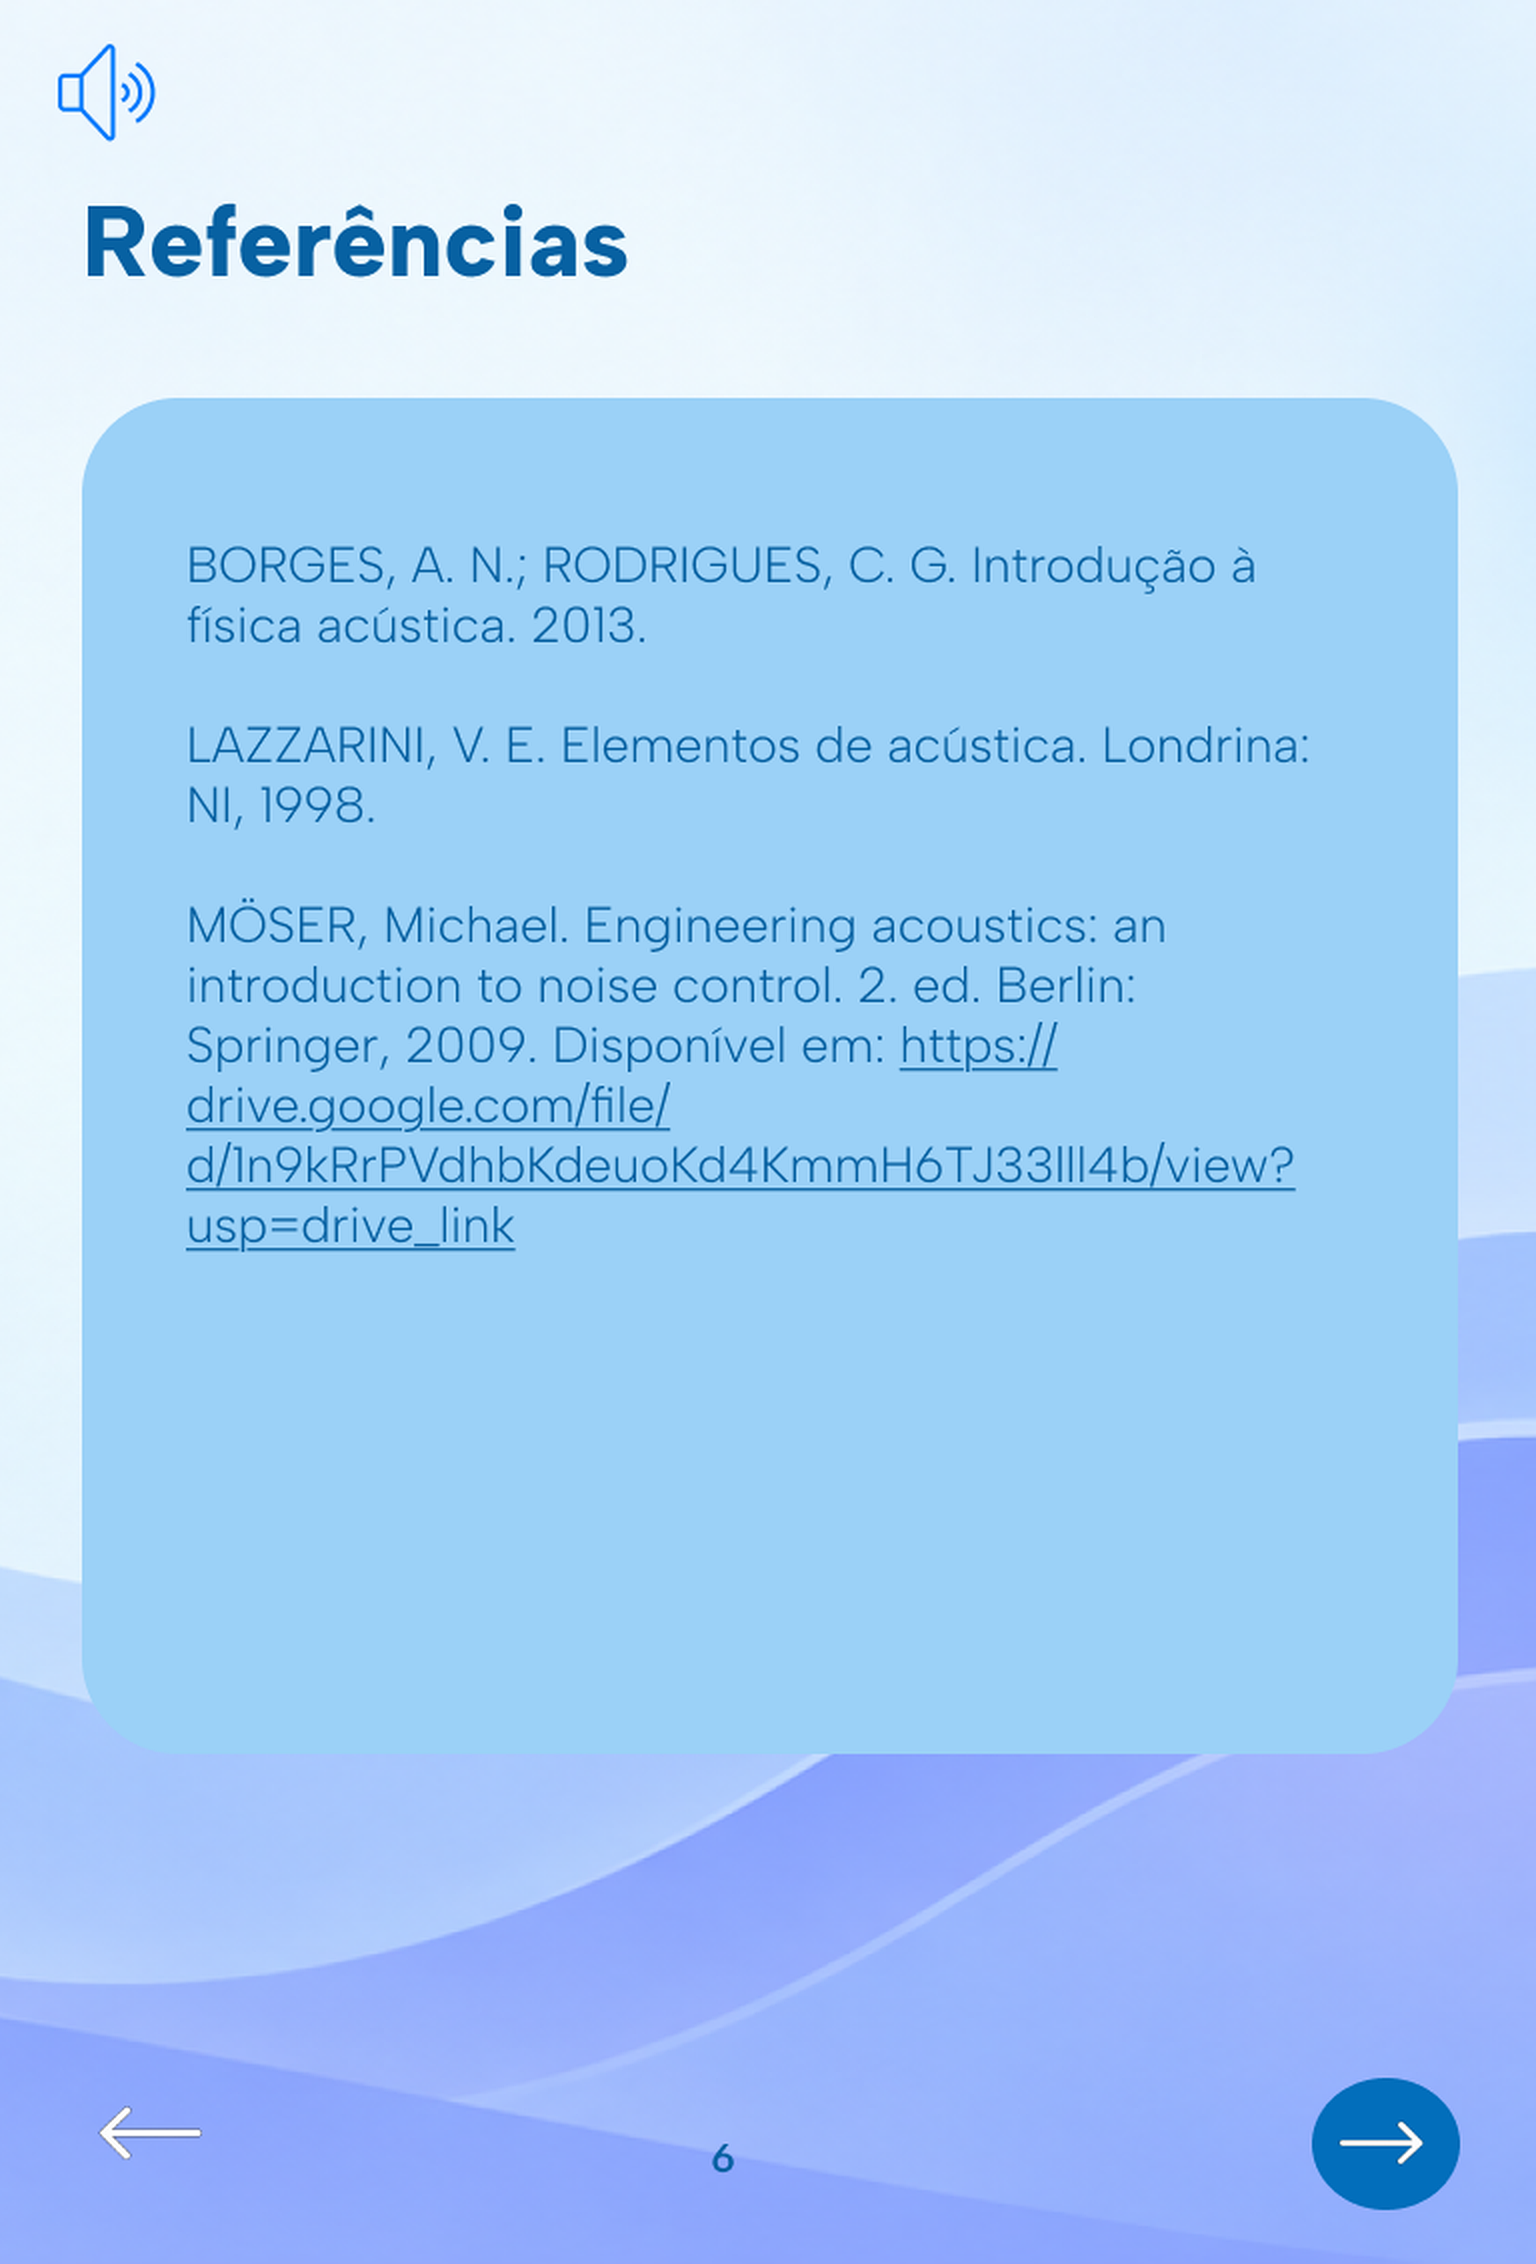 Referências
BORGES, A. N.; RODRIGUES, C. G. Introdução à
física acústica. 2013.
LAZZARINI, V. E. Elementos de acústica. Londrina:
NI, 1998.
MÖSER, Michael. Engineering acoustics: an
introduction to noise control. 2. ed. Berlin:
Springer, 2009. Disponível em: https://
drive.google.com/file/
d/1n9kRrPVdhbKdeuoKd4KmmH6TJ33lIl4b/view?
usp=drive_link
6